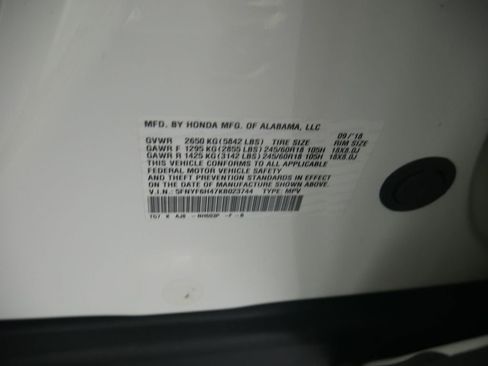 MFD. BY HONDA MFG. OF ALABAMA, LLC 09/'18
GVWR 2650 KG(5842 LBS) TIRE SIZE RIM SIZE
GAWR F 1295 KG(2855 LBS)245/60R18 105H 18X8.0J
GAWR R 1425 KG(3142 LBS)245/60R18 105H 18X8.0J
THIS VEHICLE CONFORMS TO ALL APPLICABLE
FEDERAL MOTOR VEHICLE SAFETY
AND THEFT PREVENTION STANDARDS IN EFFECT
ON THE DATE OF MANUFACTURE SHOWN ABOVE.
V.I.N.: 5FNYF6H47KB023744 TYPE: MPV
TG7 K AJ6